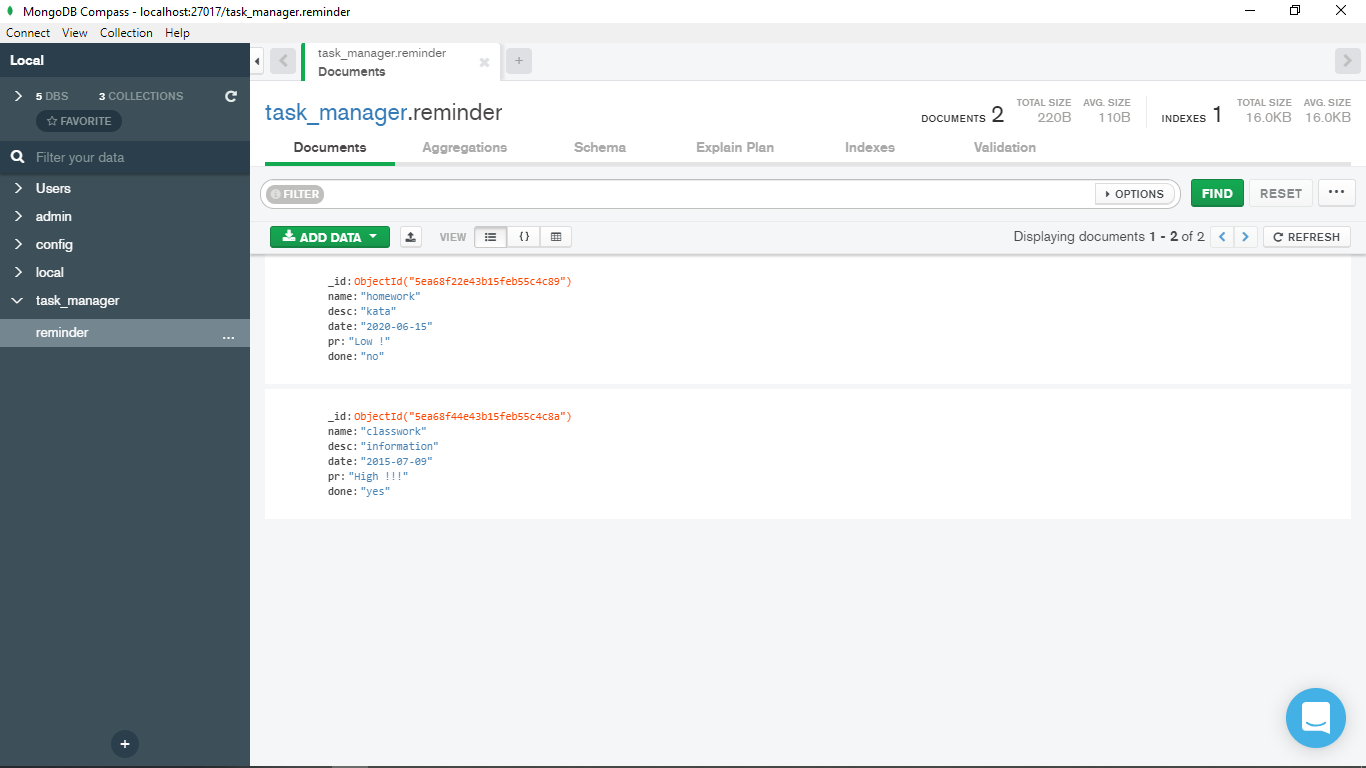 MongoDB Compass - localhost:27017/task_manager.reminder
Connect View Collection Help
Local
5 DBS 3 COLLECTIONS
FAVORITE
Filter your data
Users
admin
config
local
task_manager
reminder
...
+
task_manager.reminder
Documents
+
task_manager.reminder
DOCUMENTS 2 TOTAL SIZE 220B AVG. SIZE 110B INDEXES 1 TOTAL SIZE 16.0KB AVG. SIZE 16.0KB
Documents Aggregations Schema Explain Plan Indexes Validation
FILTER OPTIONS FIND RESET ...
ADD DATA VIEW {} Displaying documents 1 - 2 of 2 REFRESH
_id: ObjectId("5ea68f22e43b15feb55c4c89")
name: "homework"
desc: "kata"
date: "2020-06-15"
pr: "Low !"
done: "no"
_id: ObjectId("5ea68f44e43b15feb55c4c8a")
name: "classwork"
desc: "information"
date: "2015-07-09"
pr: "High !!!"
done: "yes"